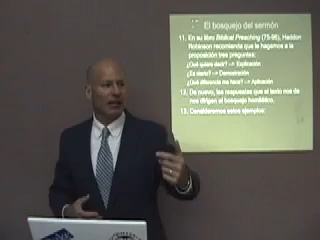 El bosquejo del sermón
11. En su libro Biblical Preaching (75-96), Haddon
Robinson recomienda que le hagamos a la
proposición tres preguntas:
¿Qué quiere decir? --> Explicación
¿Es cierto? --> Demostración
¿Qué diferencia me hace? --> Aplicación
12. De nuevo, las respuestas que el texto nos da
nos dirigen al bosquejo homilético.
13. Consideremos estos ejemplos: